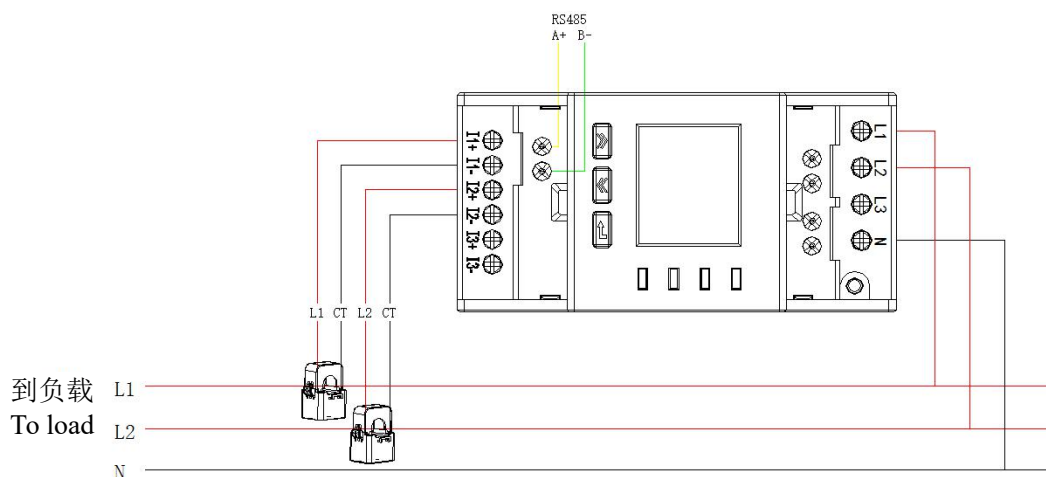 RS485
A+ B-
I1+
I1-
I2+
I2-
I3+
I3-
L1
L2
L3
N
L1 CT L2 CT
到负载 L1
To load L2
N